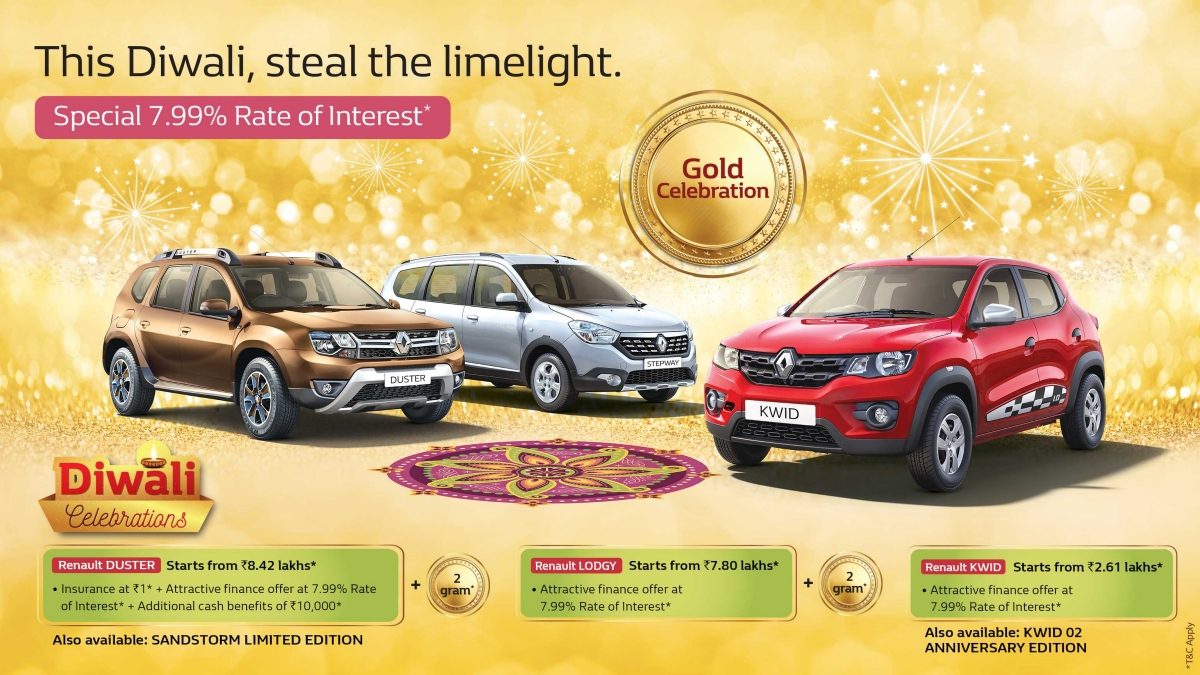 This Diwali, steal the limelight.
Special 7.99% Rate of Interest*
Gold
Celebration
DUSTER
STEPWAY
KWID
1.0
Diwali
Celebrations
Renault DUSTER Starts from ₹8.42 lakhs*
• Insurance at ₹1* + Attractive finance offer at 7.99% Rate
of Interest* + Additional cash benefits of ₹10,000*
Also available: SANDSTORM LIMITED EDITION
+
2
gram*
Renault LODGY Starts from ₹7.80 lakhs*
• Attractive finance offer at
7.99% Rate of Interest*
+
2
gram*
Renault KWID Starts from ₹2.61 lakhs*
• Attractive finance offer at
7.99% Rate of Interest*
Also available: KWID 02
ANNIVERSARY EDITION
*T&C Apply